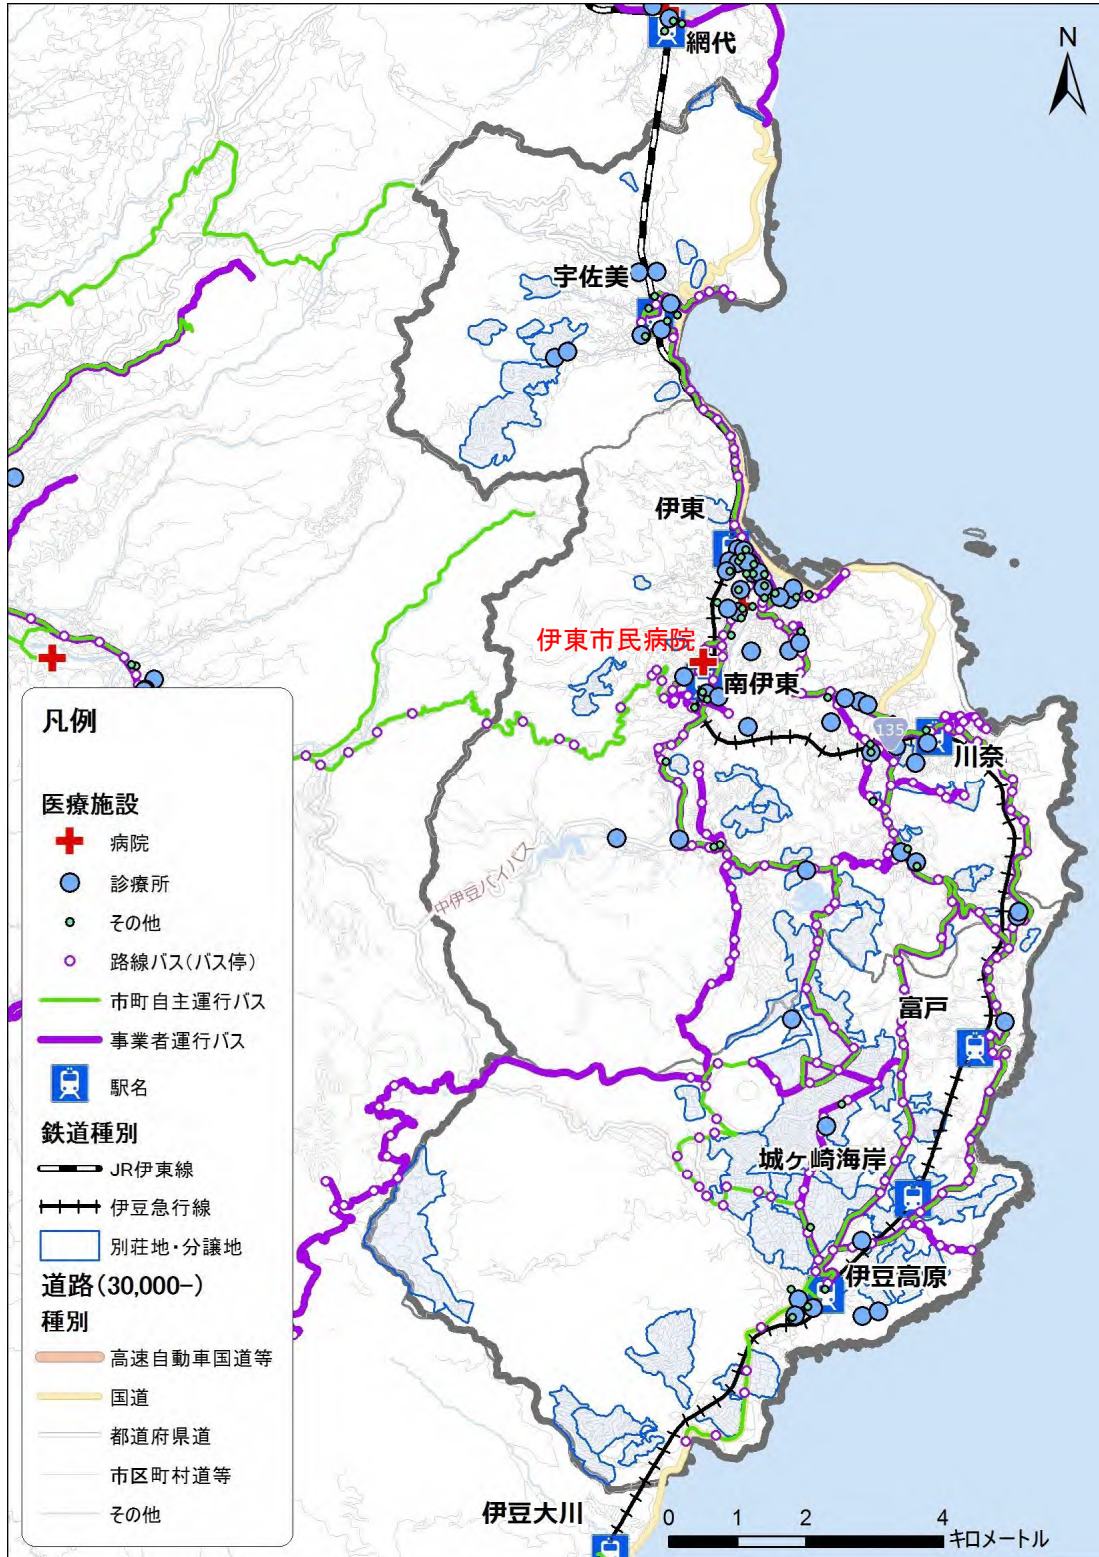 網代
N
宇佐美
伊東
伊東市民病院
南伊東
135
川奈
中伊豆バイパス
富戸
城ヶ崎海岸
伊豆高原
伊豆大川
凡例
医療施設
病院
診療所
その他
路線バス(バス停)
市町自主運行バス
事業者運行バス
駅名
鉄道種別
JR伊東線
伊豆急行線
別荘地・分譲地
道路(30,000-)
種別
高速自動車国道等
国道
都道府県道
市区町村道等
その他
0 1 2 4
キロメートル